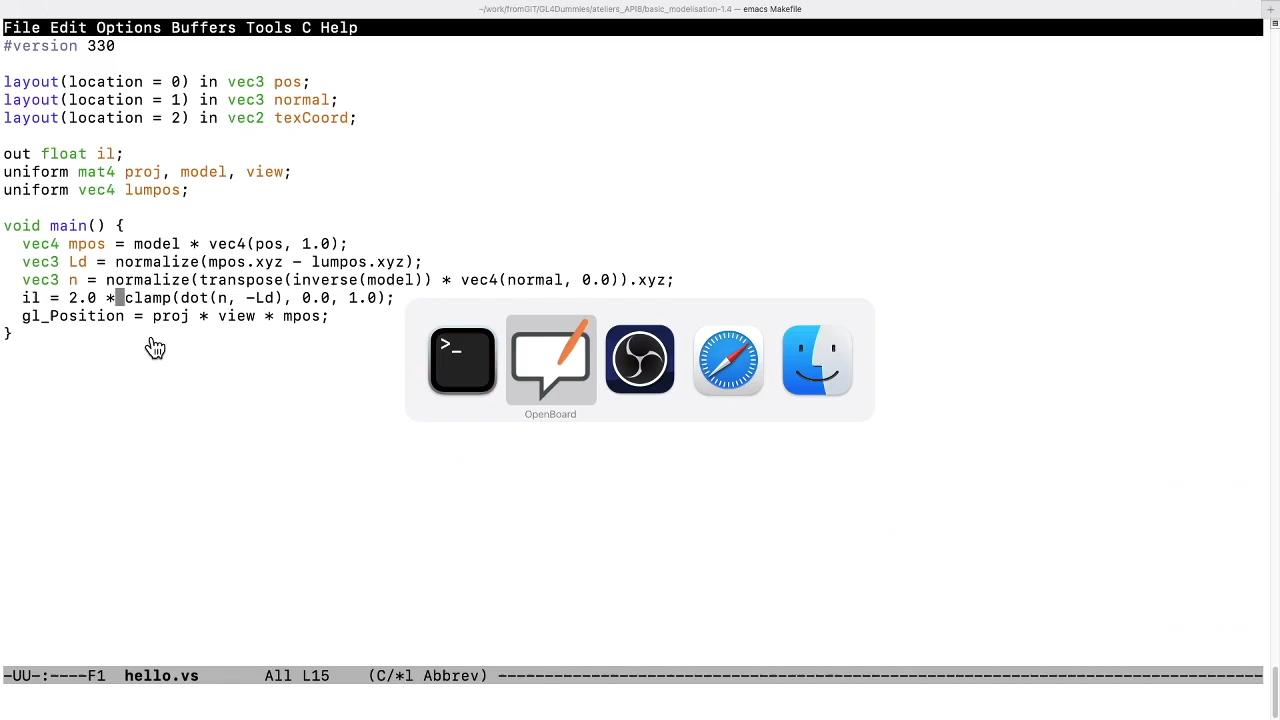 ~/work/fromGIT/GL4Dummies/ateliers_API8/basic_modelisation-1.4 — emacs Makefile
File Edit Options Buffers Tools C Help
#version 330
layout(location = 0) in vec3 pos;
layout(location = 1) in vec3 normal;
layout(location = 2) in vec2 texCoord;
out float il;
uniform mat4 proj, model, view;
uniform vec4 lumpos;
void main() {
  vec4 mpos = model * vec4(pos, 1.0);
  vec3 Ld = normalize(mpos.xyz - lumpos.xyz);
  vec3 n = normalize(transpose(inverse(model)) * vec4(normal, 0.0)).xyz;
  il = 2.0 * clamp(dot(n, -Ld), 0.0, 1.0);
  gl_Position = proj * view * mpos;
}
>_
OpenBoard
-UU-:----F1  hello.vs       All L15    (C/*l Abbrev) ----------------------------------------------------------------------------------